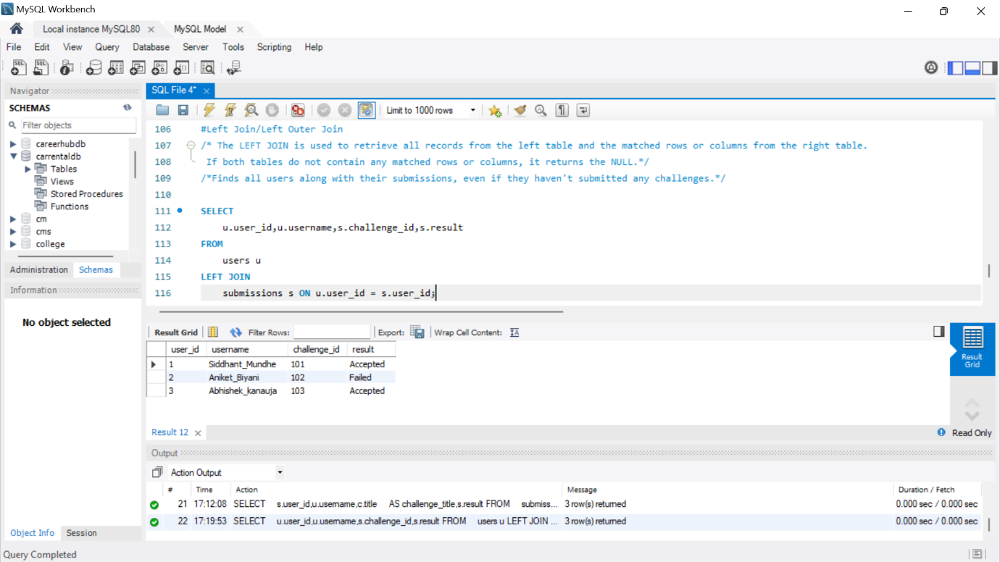 MySQL Workbench
Local instance MySQL80 × MySQL Model ×
File Edit View Query Database Server Tools Scripting Help
Navigator
SQL File 4* ×
SCHEMAS
Limit to 1000 rows
Filter objects
careerhubdb
carrentaldb
Tables
Views
Stored Procedures
Functions
cm
cms
college
Administration Schemas
Information
No object selected
106 #Left Join/Left Outer Join
107 /* The LEFT JOIN is used to retrieve all records from the left table and the matched rows or columns from the right table.
108 If both tables do not contain any matched rows or columns, it returns the NULL.*/
109 /*Finds all users along with their submissions, even if they haven't submitted any challenges.*/
110
111 SELECT
112 u.user_id,u.username,s.challenge_id,s.result
113 FROM
114 users u
115 LEFT JOIN
116 submissions s ON u.user_id = s.user_id;
Result Grid Filter Rows: Export: Wrap Cell Content:
user_id username challenge_id result
1 Siddhant_Mundhe 101 Accepted
2 Aniket_Biyani 102 Failed
3 Abhishek_kanauja 103 Accepted
Result Grid
Result 12 ×
Read Only
Output
Action Output
# Time Action Message Duration / Fetch
21 17:12:08 SELECT s.user_id,u.username,c.title AS challenge_title,s.result FROM submiss... 3 row(s) returned 0.000 sec / 0.000 sec
22 17:19:53 SELECT u.user_id,u.username,s.challenge_id,s.result FROM users u LEFT JOIN ... 3 row(s) returned 0.000 sec / 0.000 sec
Object Info Session
Query Completed